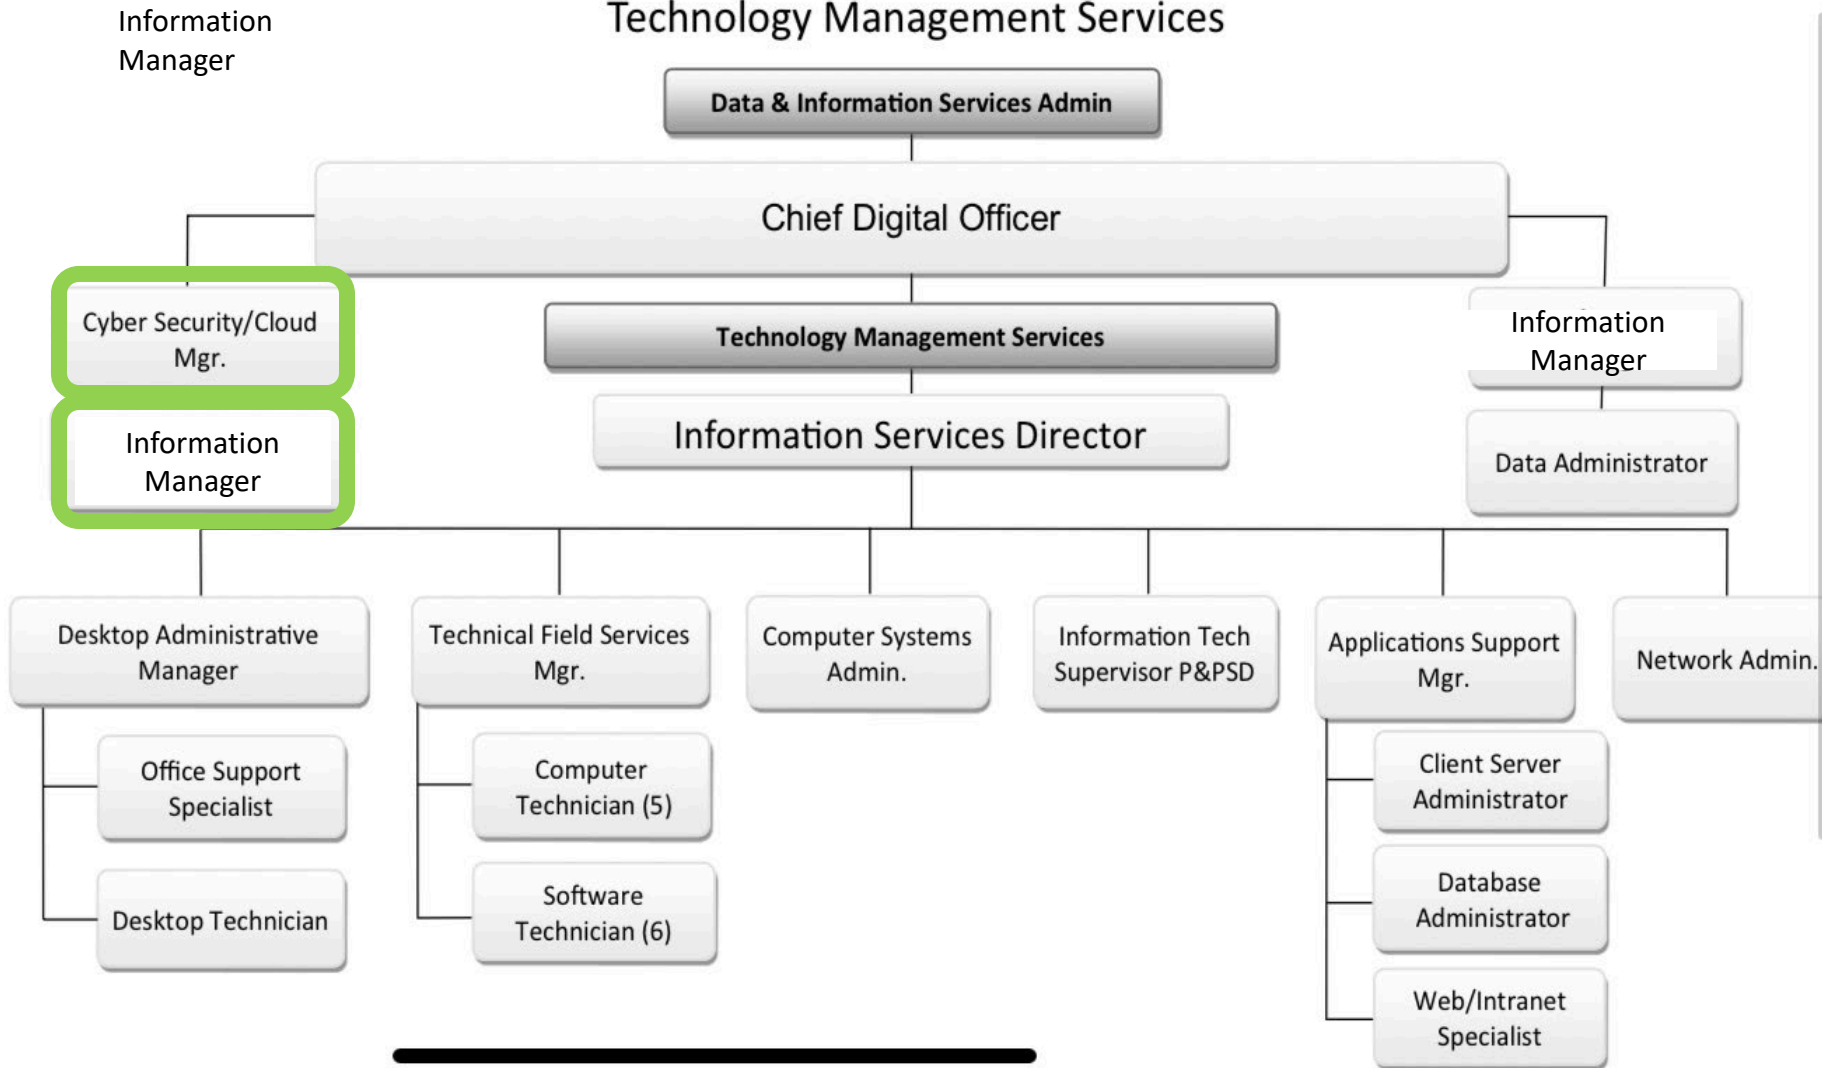 Information
Manager
Technology Management Services
Data & Information Services Admin
Chief Digital Officer
Cyber Security/Cloud
Mgr.
Technology Management Services
Information
Manager
Information
Manager
Information Services Director
Data Administrator
Desktop Administrative
Manager
Technical Field Services
Mgr.
Computer Systems
Admin.
Information Tech
Supervisor P&PSD
Applications Support
Mgr.
Network Admin.
Office Support
Specialist
Desktop Technician
Computer
Technician (5)
Software
Technician (6)
Client Server
Administrator
Database
Administrator
Web/Intranet
Specialist